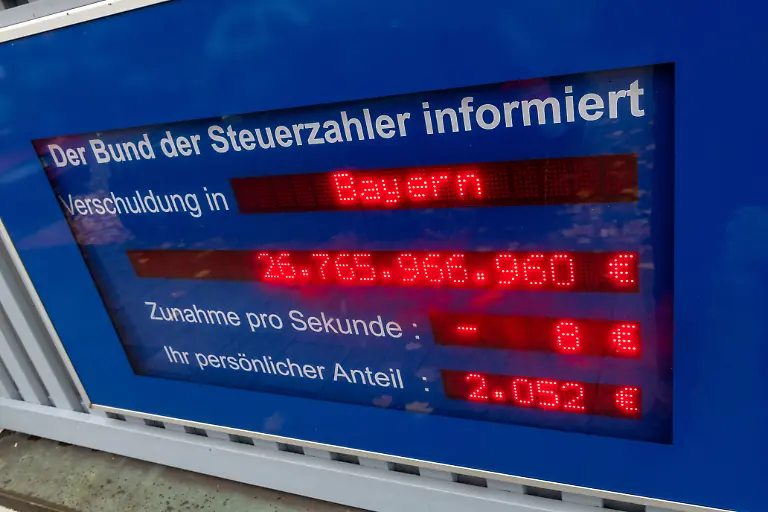 Der Bund der Steuerzahler informiert
Verschuldung in Bayern
26.765.966.960 €
Zunahme pro Sekunde : - 8 €
Ihr persönlicher Anteil : 2.052 €